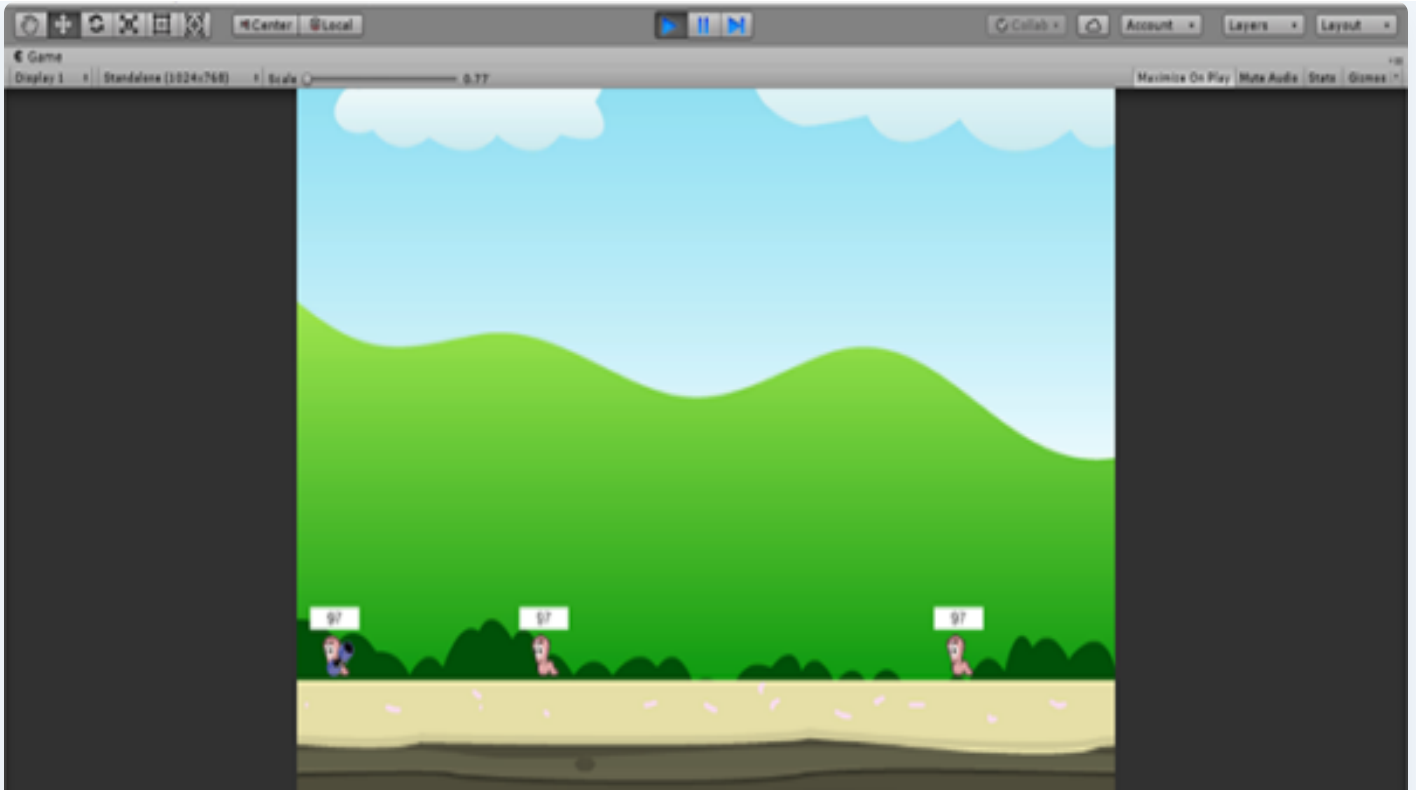 Center Local Collab Account Layers Layout
Game
Display 1 Standalone (1024x768) Scale 0.77 Maximize On Play Mute Audio Stats Gizmos
97 97 97